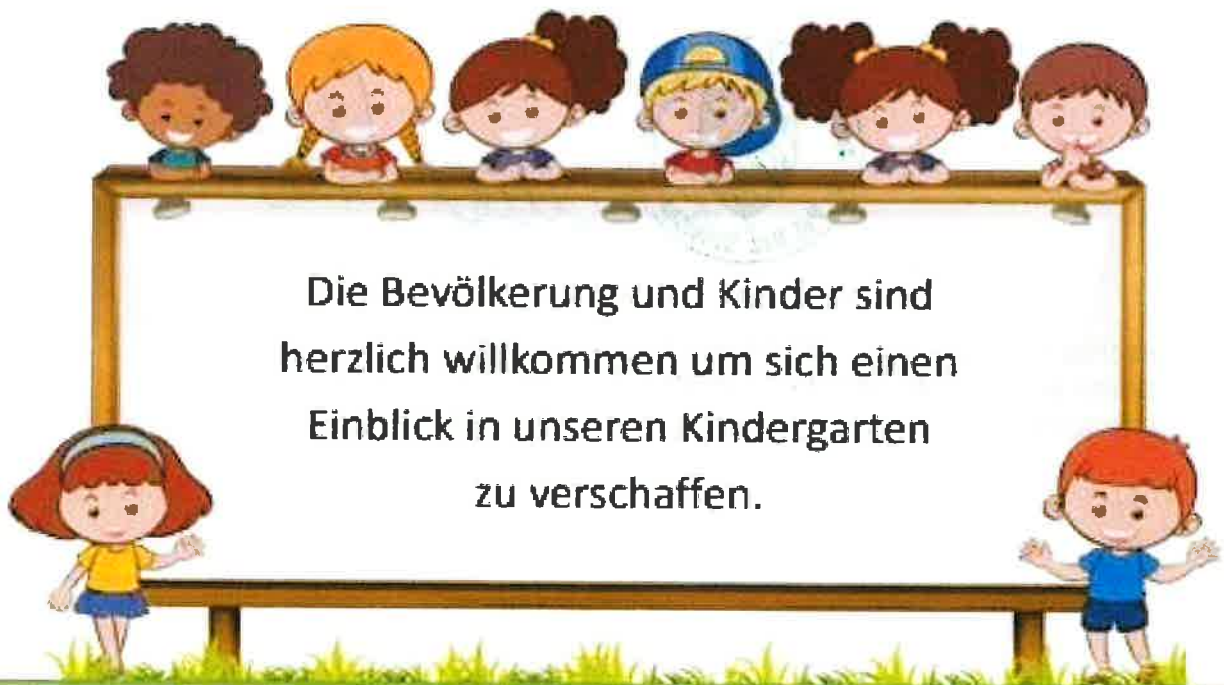 Die Bevölkerung und Kinder sind
herzlich willkommen um sich einen
Einblick in unseren Kindergarten
zu verschaffen.